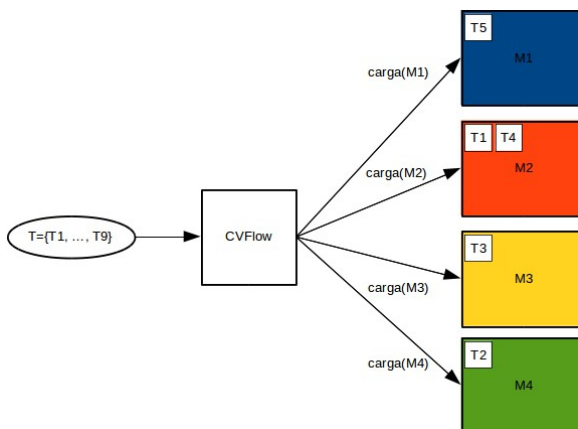 T5
M1
carga(M1)
T1 T4
M2
carga(M2)
T={T1, ..., T9}
CVFlow
T3
M3
carga(M3)
T2
M4
carga(M4)